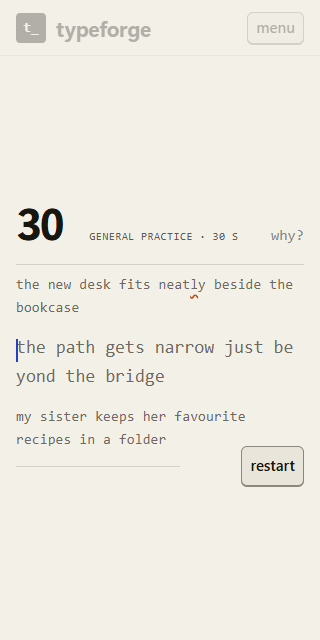 t_ typeforge menu
30 GENERAL PRACTICE · 30 S why?
the new desk fits neatly beside the
bookcase
the path gets narrow just be
yond the bridge
my sister keeps her favourite
recipes in a folder
restart